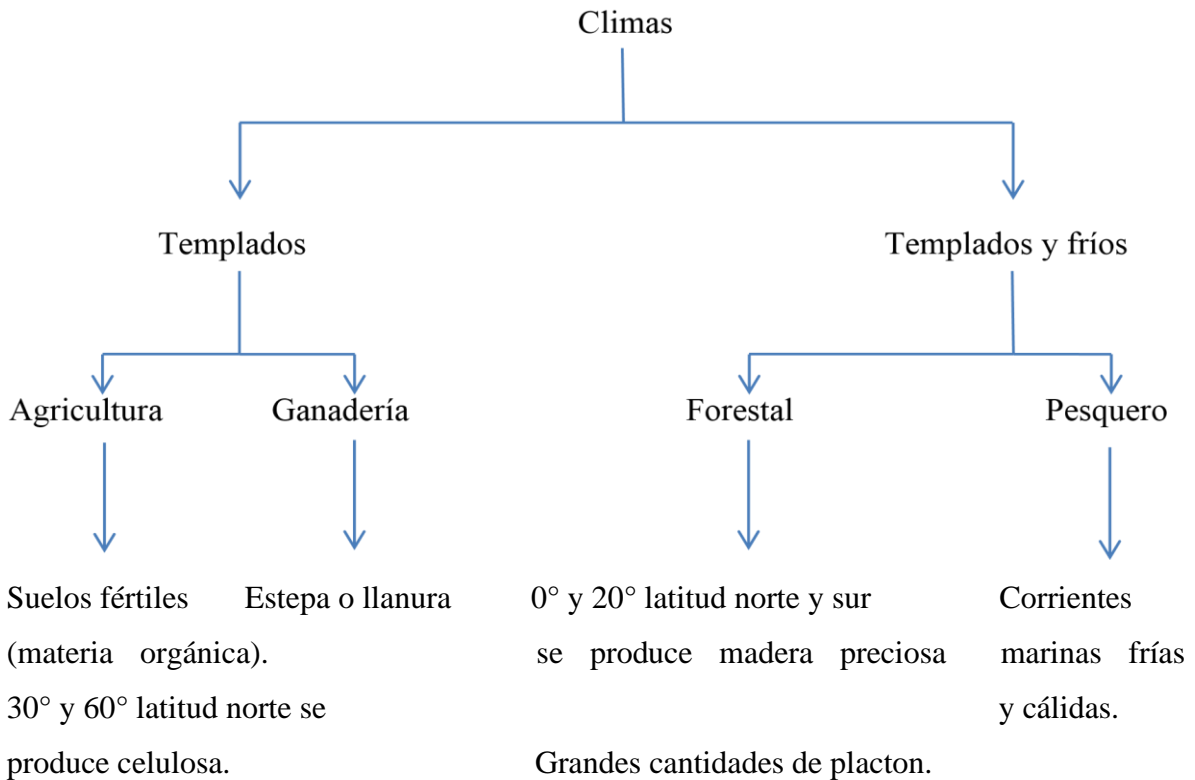 Climas
Templados Templados y fríos
Agricultura Ganadería Forestal Pesquero
Suelos fértiles Estepa o llanura 0° y 20° latitud norte y sur Corrientes
(materia orgánica). se produce madera preciosa marinas frías
30° y 60° latitud norte se y cálidas.
produce celulosa. Grandes cantidades de placton.